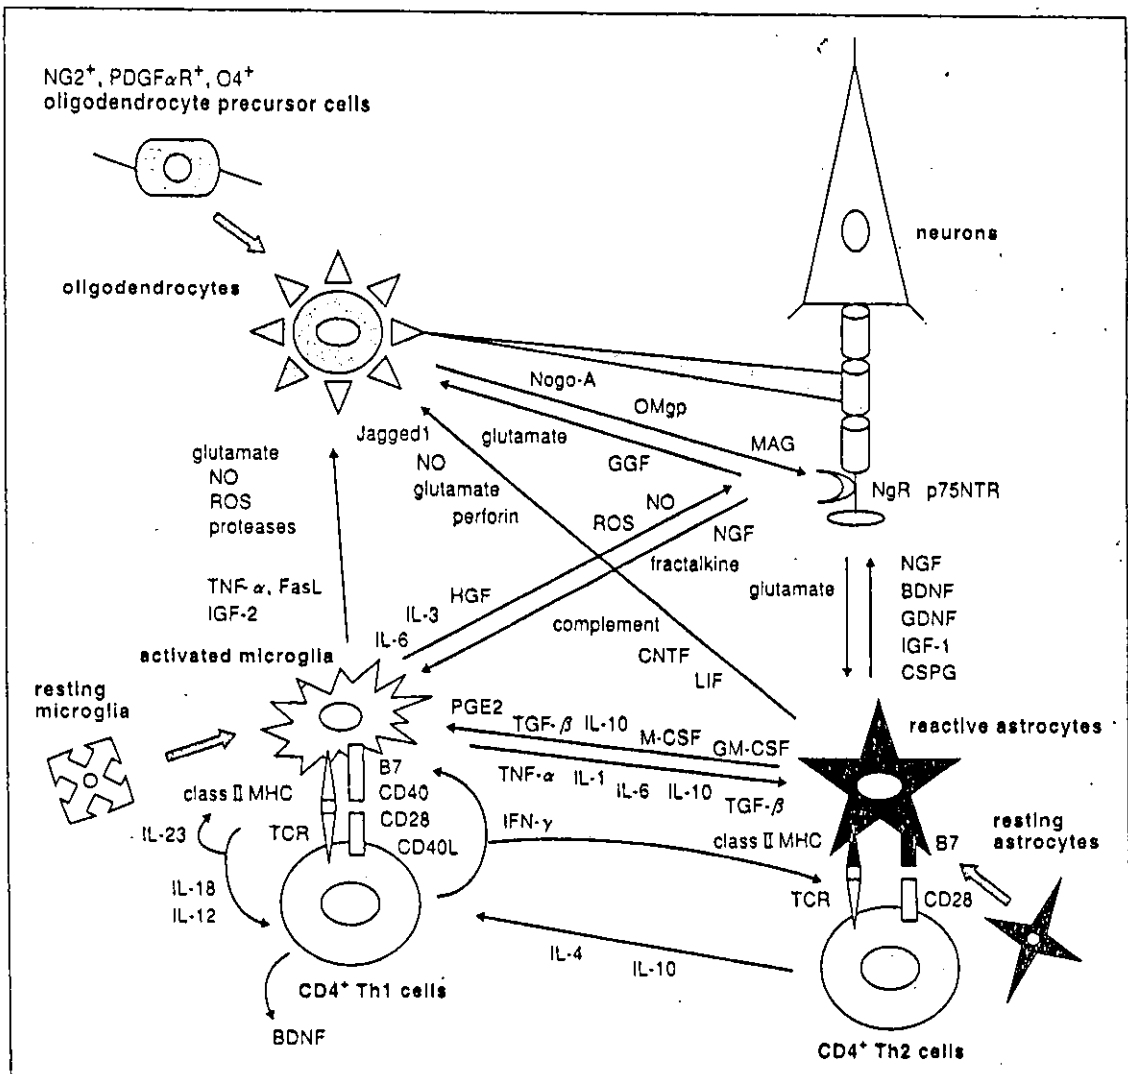 NG2⁺, PDGFαR⁺, O4⁺
oligodendrocyte precursor cells
neurons
oligodendrocytes
Nogo-A
OMgp
MAG
Jagged1
glutamate
GGF
NgR p75NTR
glutamate
NO
ROS
proteases
NO
glutamate
perforin
NO
ROS
NGF
fractalkine
glutamate
NGF
BDNF
GDNF
IGF-1
CSPG
TNF-α, FasL
IGF-2
HGF
IL-3
IL-6
complement
CNTF
LIF
activated microglia
resting
microglia
PGE2
TGF-β IL-10
M-CSF
GM-CSF
reactive astrocytes
TNF-α IL-1
IL-6 IL-10
TGF-β
B7
CD40
class II MHC
CD28
CD40L
TCR
IL-23
IFN-γ
class II MHC
B7
resting
astrocytes
IL-18
IL-12
TCR
CD28
IL-4
IL-10
CD4⁺ Th1 cells
BDNF
CD4⁺ Th2 cells